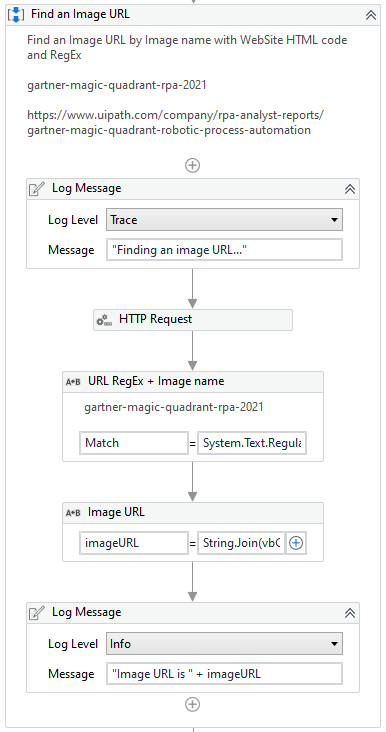 Find an Image URL
Find an Image URL by Image name with WebSite HTML code
and RegEx
gartner-magic-quadrant-rpa-2021
https://www.uipath.com/company/rpa-analyst-reports/
gartner-magic-quadrant-robotic-process-automation
Log Message
Log Level Trace
Message "Finding an image URL..."
HTTP Request
A+B URL RegEx + Image name
gartner-magic-quadrant-rpa-2021
Match = System.Text.Regula
A+B Image URL
imageURL = String.Join(vbC
Log Message
Log Level Info
Message "Image URL is " + imageURL